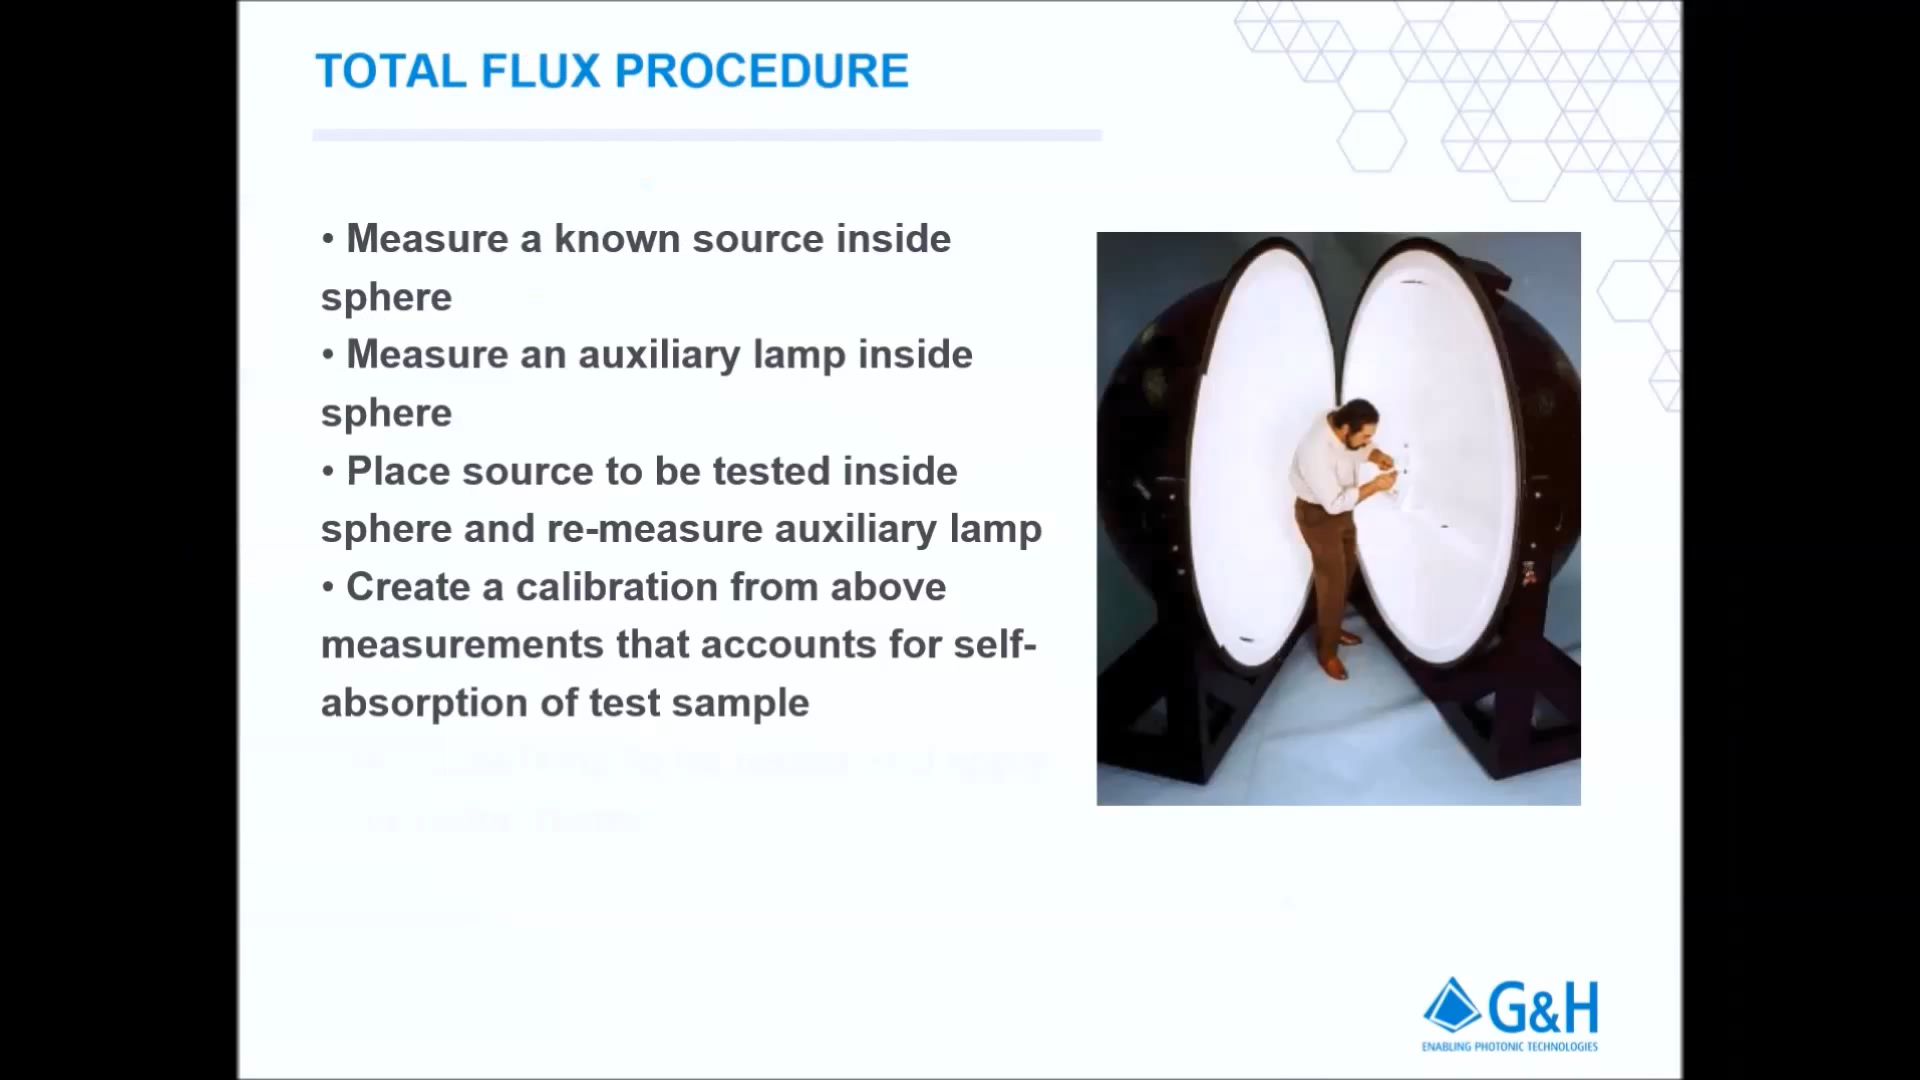 TOTAL FLUX PROCEDURE
• Measure a known source inside
sphere
• Measure an auxiliary lamp inside
sphere
• Place source to be tested inside
sphere and re-measure auxiliary lamp
• Create a calibration from above
measurements that accounts for self-
absorption of test sample
G&H
ENABLING PHOTONIC TECHNOLOGIES